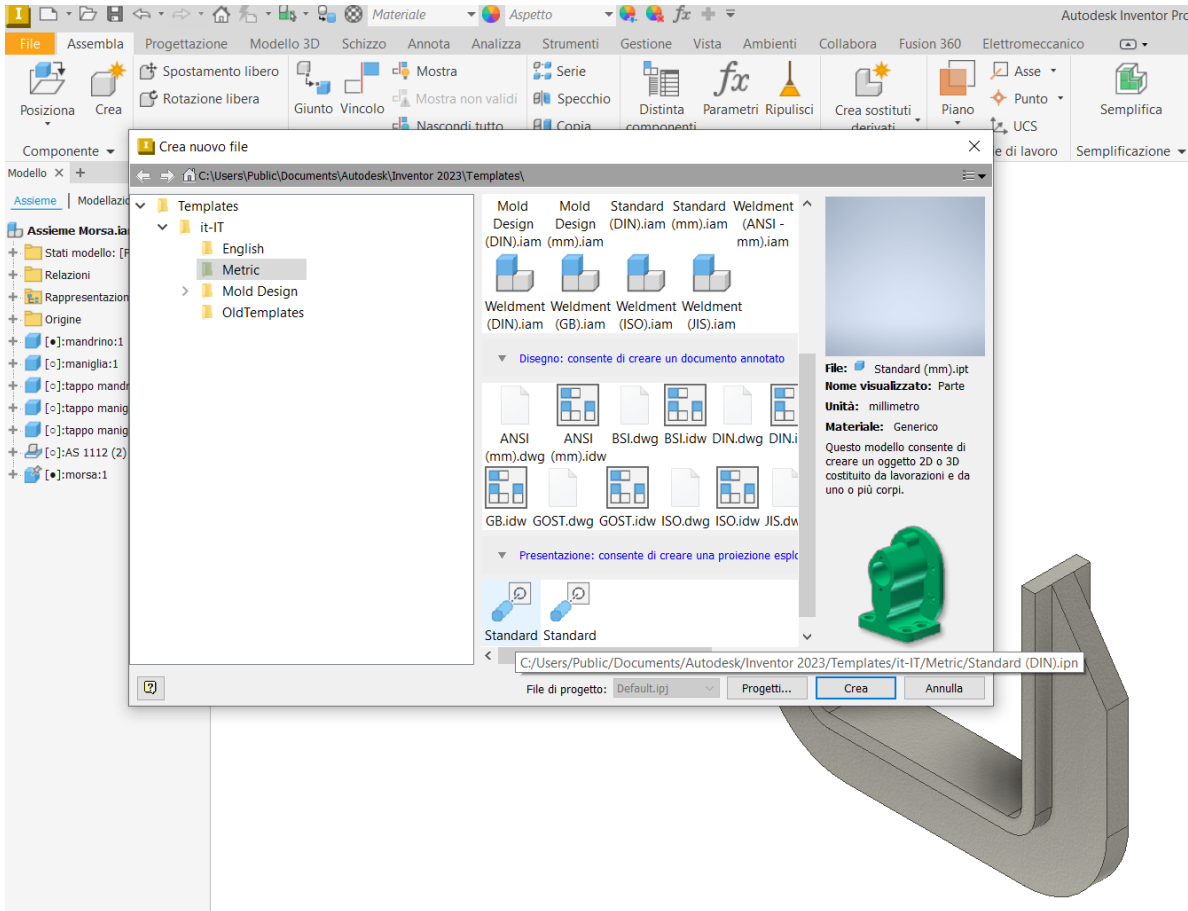 Materiale
Aspetto
fx
Autodesk Inventor Pro
File Assembla Progettazione Modello 3D Schizzo Annota Analizza Strumenti Gestione Vista Ambienti Collabora Fusion 360 Elettromeccanico
Posiziona
Crea
Spostamento libero
Rotazione libera
Giunto
Vincolo
Mostra
Mostra non validi
Nascondi tutto
Serie
Specchio
Copia
Distinta
componenti
fx
Parametri
Ripulisci
Crea sostituti
derivati
Piano
Asse
Punto
UCS
Semplifica
Componente
e di lavoro
Semplificazione
Modello
Assieme
Modellazio
Assieme Morsa.ia
Stati modello: [P
Relazioni
Rappresentazion
Origine
[●]:mandrino:1
[○]:maniglia:1
[○]:tappo mandr
[○]:tappo manig
[○]:tappo manig
[○]:AS 1112 (2)
[●]:morsa:1
Crea nuovo file
C:\Users\Public\Documents\Autodesk\Inventor 2023\Templates\
Templates
it-IT
English
Metric
Mold Design
OldTemplates
Mold Mold Standard Standard Weldment
Design Design (DIN).iam (mm).iam (ANSI -
(DIN).iam (mm).iam mm).iam
Weldment Weldment Weldment Weldment
(DIN).iam (GB).iam (ISO).iam (JIS).iam
Disegno: consente di creare un documento annotato
ANSI ANSI BSI.dwg BSI.idw DIN.dwg DIN.i
(mm).dwg (mm).idw
GB.idw GOST.dwg GOST.idw ISO.dwg ISO.idw JIS.dw
Presentazione: consente di creare una proiezione esplo
Standard Standard
File: Standard (mm).ipt
Nome visualizzato: Parte
Unità: millimetro
Materiale: Generico
Questo modello consente di
creare un oggetto 2D o 3D
costituito da lavorazioni e da
uno o più corpi.
C:/Users/Public/Documents/Autodesk/Inventor 2023/Templates/it-IT/Metric/Standard (DIN).ipn
File di progetto: Default.ipj Progetti... Crea Annulla